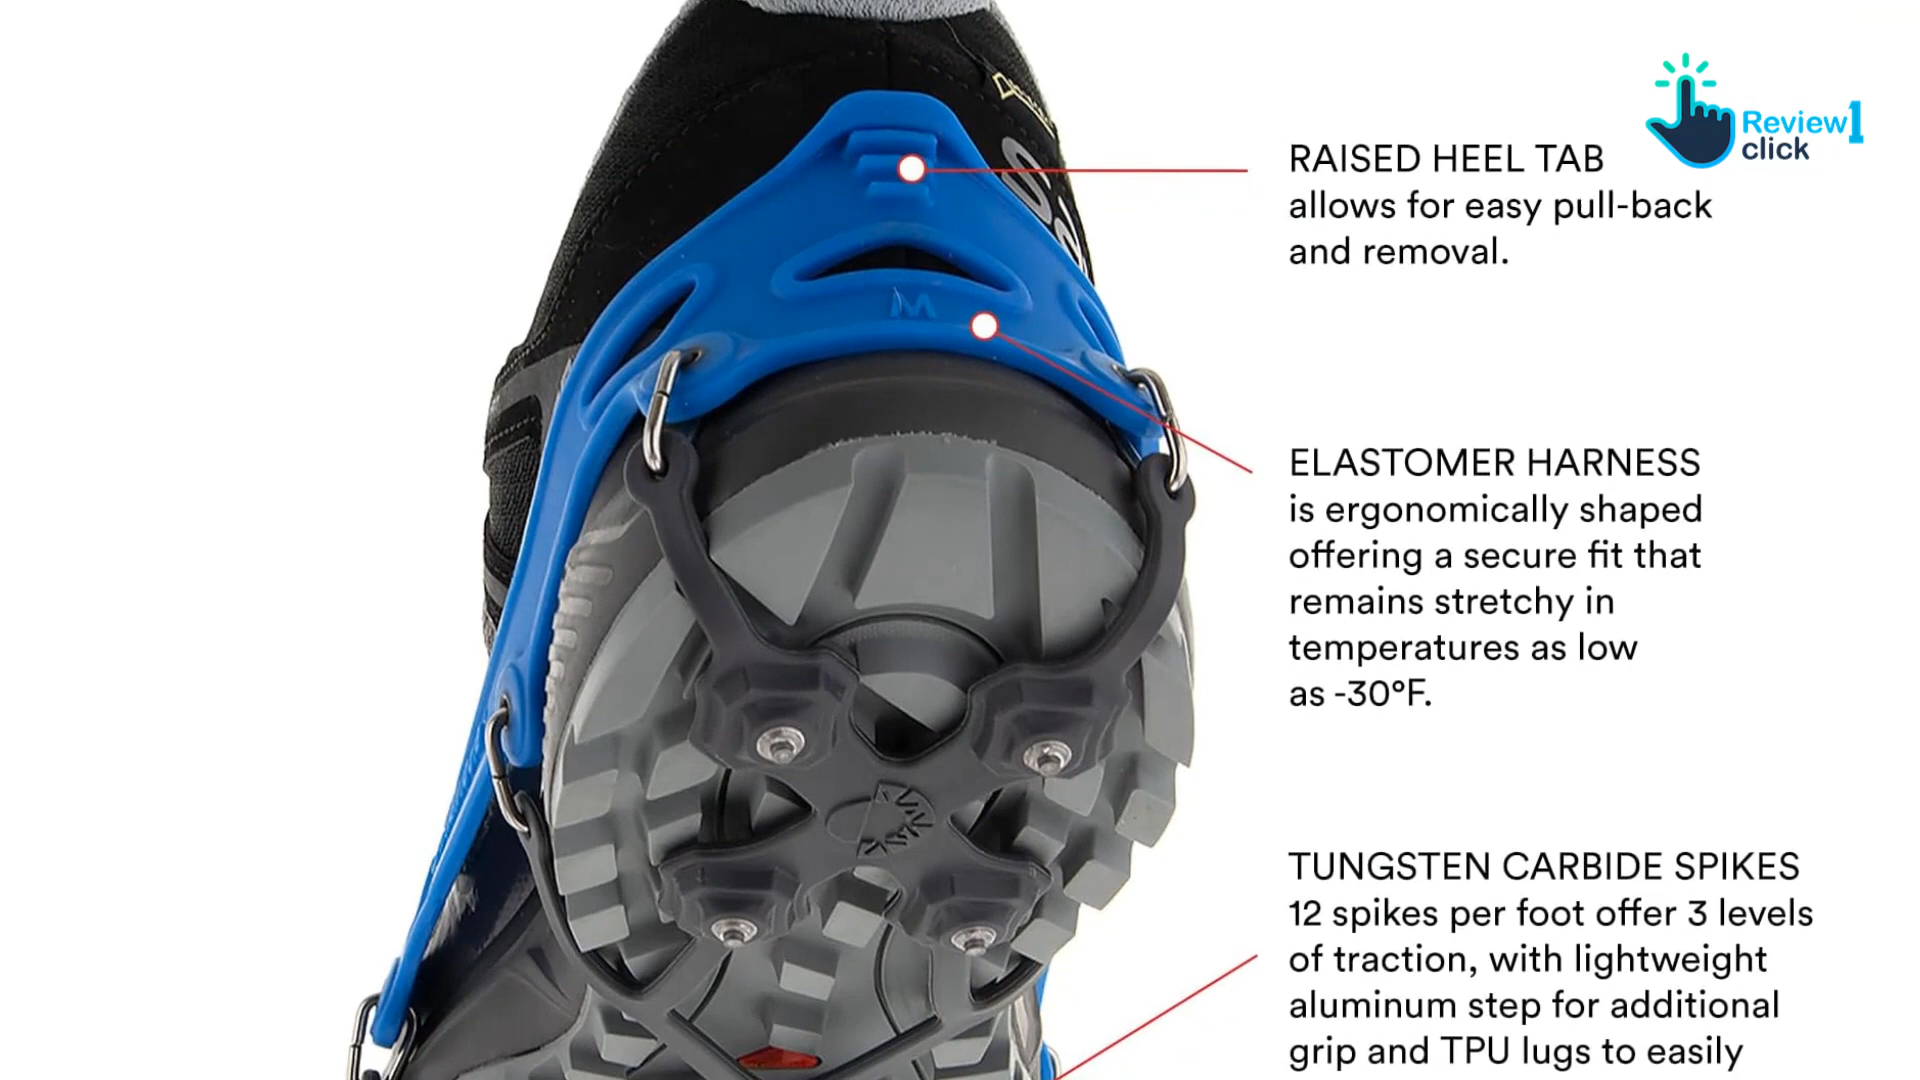 Review1
click
RAISED HEEL TAB
allows for easy pull-back
and removal.
M
ELASTOMER HARNESS
is ergonomically shaped
offering a secure fit that
remains stretchy in
temperatures as low
as -30°F.
TUNGSTEN CARBIDE SPIKES
12 spikes per foot offer 3 levels
of traction, with lightweight
aluminum step for additional
grip and TPU lugs to easily